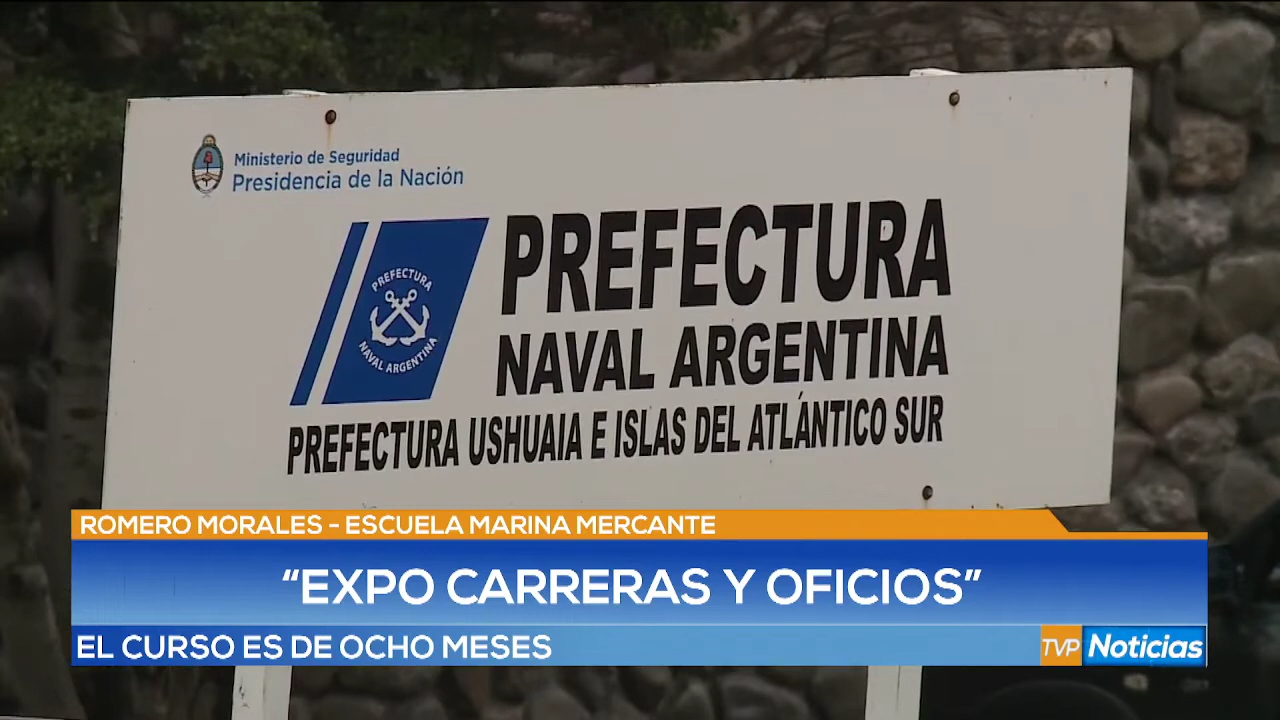 Ministerio de Seguridad
Presidencia de la Nación
PREFECTURA
NAVAL ARGENTINA
PREFECTURA
NAVAL ARGENTINA
PREFECTURA USHUAIA E ISLAS DEL ATLÁNTICO SUR
ROMERO MORALES - ESCUELA MARINA MERCANTE
“EXPO CARRERAS Y OFICIOS”
EL CURSO ES DE OCHO MESES
TVP Noticias